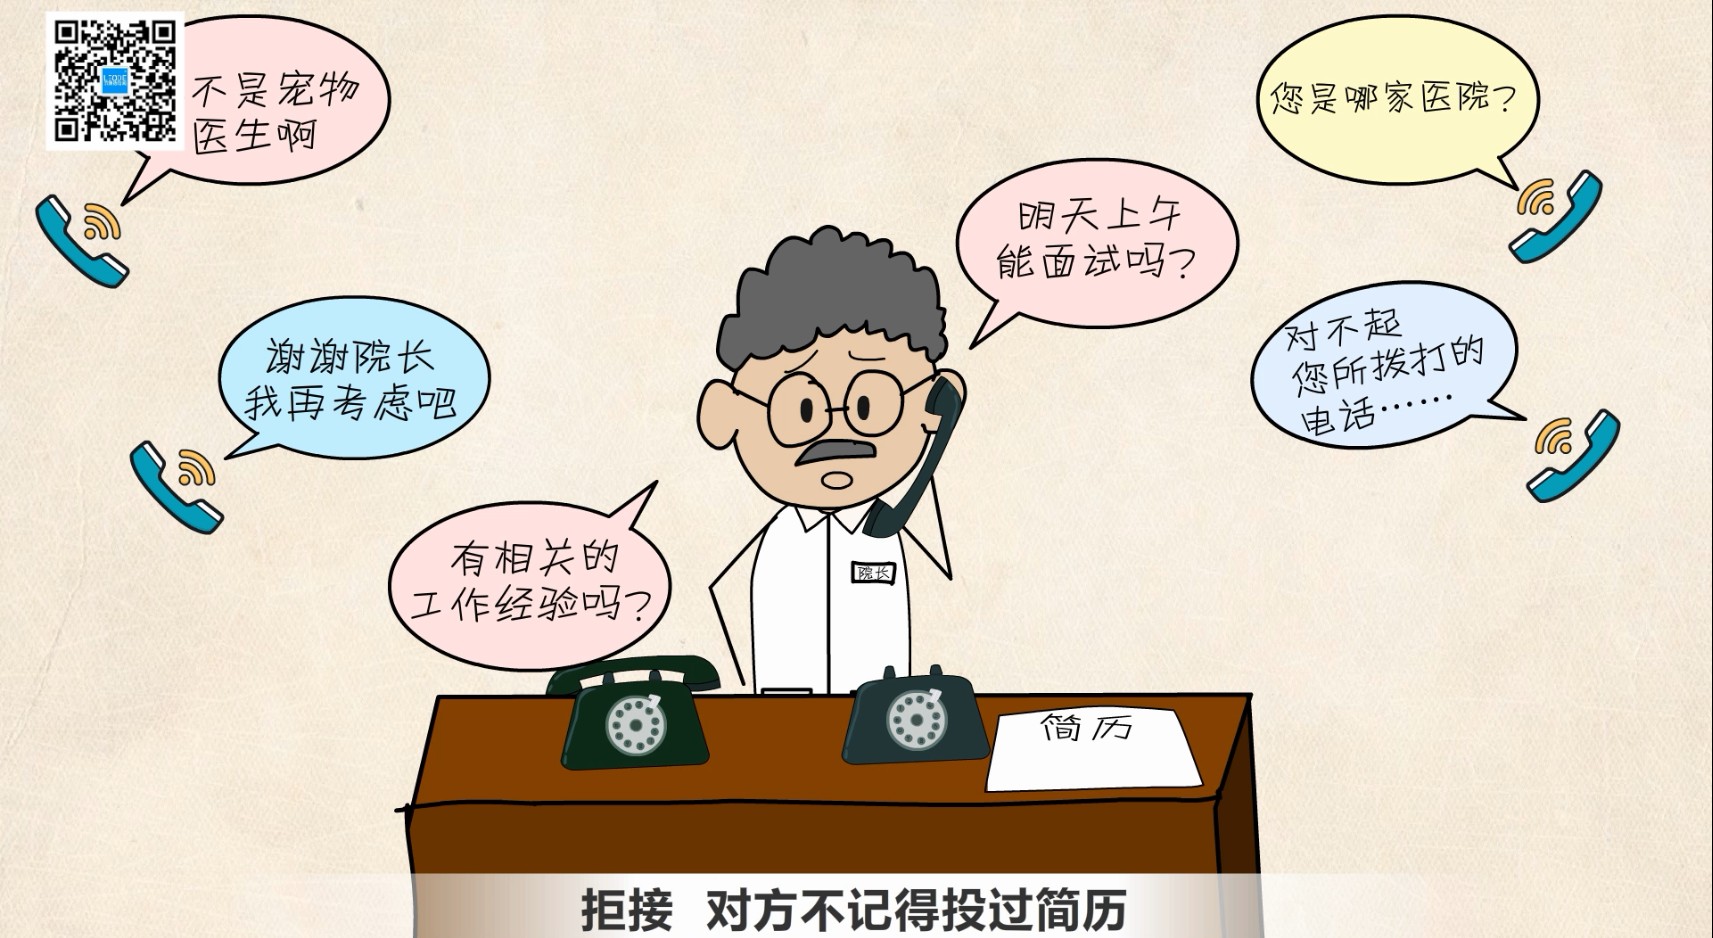 不是宠物
医生啊
您是哪家医院?
明天上午
能面试吗?
谢谢院长
我再考虑吧
对不起
您所拨打的
电话……
有相关的
工作经验吗?
院长
简历
拒接 对方不记得投过简历